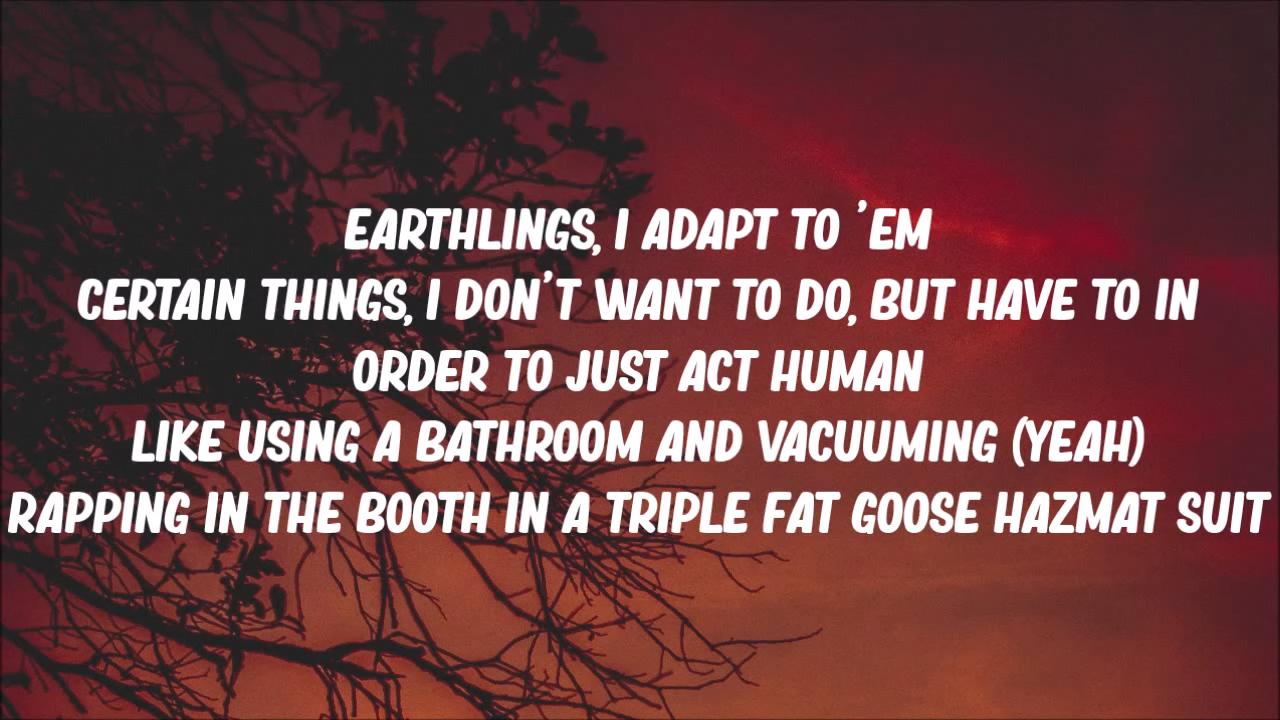 EARTHLINGS, I ADAPT TO 'EM
CERTAIN THINGS, I DON'T WANT TO DO, BUT HAVE TO IN
ORDER TO JUST ACT HUMAN
LIKE USING A BATHROOM AND VACUUMING (YEAH)
RAPPING IN THE BOOTH IN A TRIPLE FAT GOOSE HAZMAT SUIT